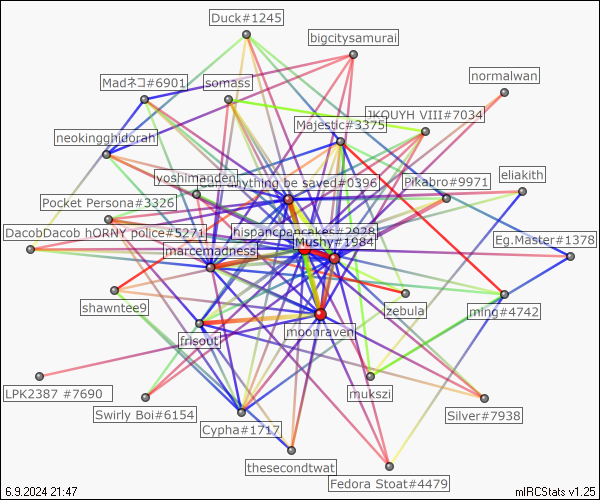 Duck#1245
bigcitysamurai
normalwan
Madネコ#6901
somass
JKOUYH VIII#7034
Majestic#3375
neokingghidorah
eliakith
yoshimanden
can anything be saved#0396
Pikabro#9971
Pocket Persona#3326
DacobDacob hORNY police#5271
hispancpancakes#2928
Mushy#1984
Eg.Master#1378
marcemadness
shawntee9
zebula
ming#4742
frisout
moonraven
LPK2387 #7690
mukszi
Swirly Boi#6154
Silver#7938
Cypha#1717
thesecondtwat
Fedora Stoat#4479
6.9.2024 21:47
mIRCStats v1.25